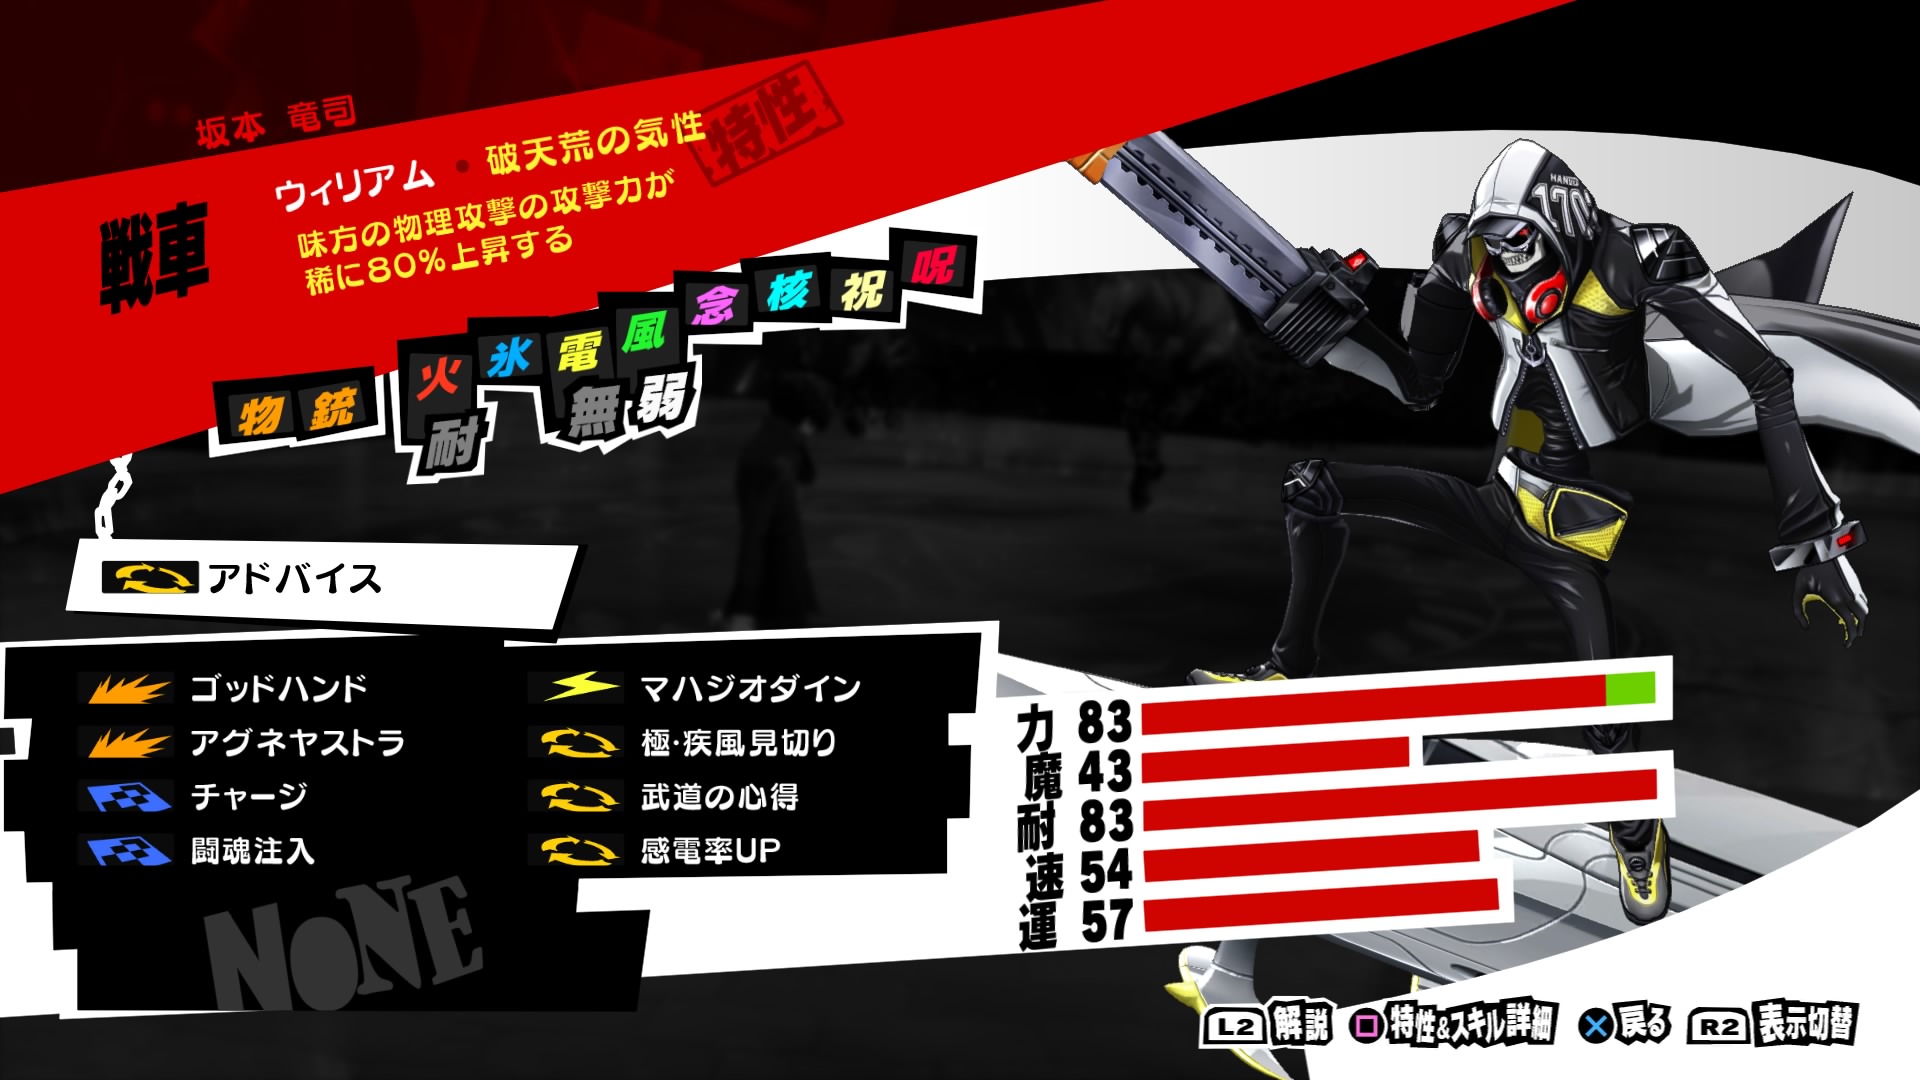 坂本 竜司
戦車
ウィリアム・破天荒の気性
特性
味方の物理攻撃の攻撃力が
稀に80%上昇する
物 銃 火 氷 電 風 念 核 祝 呪
耐 無 弱
アドバイス
ゴッドハンド
アグネヤストラ
チャージ
闘魂注入
マハジオダイン
極・疾風見切り
武道の心得
感電率UP
NONE
力 83
魔 43
耐 83
速 54
運 57
170
L2 解説 特性&スキル詳細 戻る R2 表示切替